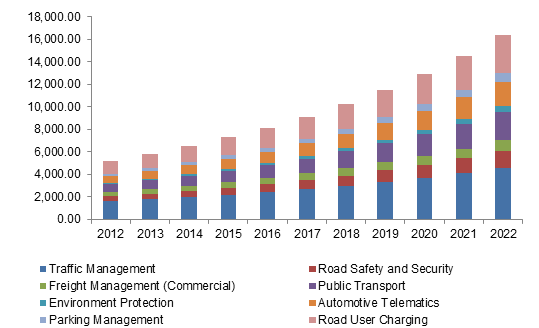 18,000.00
16,000.00
14,000.00
12,000.00
10,000.00
8,000.00
6,000.00
4,000.00
2,000.00
0.00
2012 2013 2014 2015 2016 2017 2018 2019 2020 2021 2022
Traffic Management Road Safety and Security
Freight Management (Commercial) Public Transport
Environment Protection Automotive Telematics
Parking Management Road User Charging